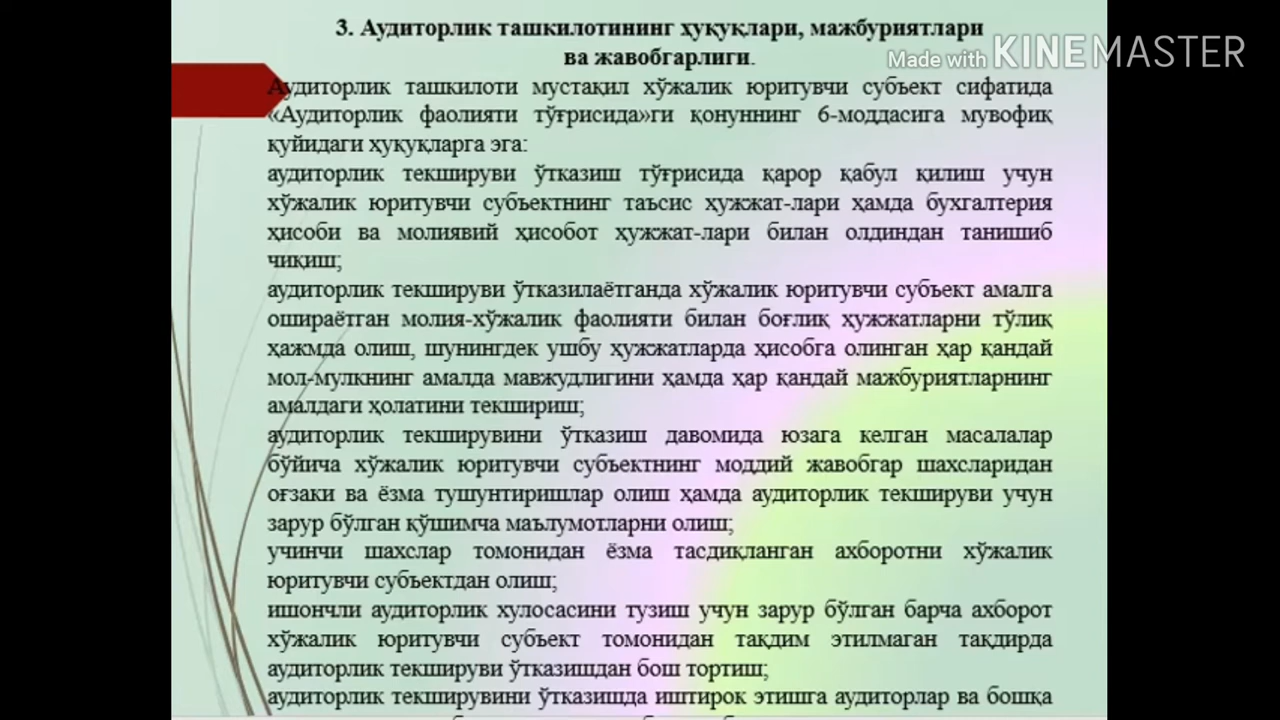 3. Аудиторлик ташкилотининг ҳуқуқлари, мажбуриятлари
ва жавобгарлиги.
Made with KINEMASTER
Аудиторлик ташкилоти мустақил хўжалик юритувчи субъект сифатида
«Аудиторлик фаолияти тўғрисида»ги қонуннинг 6-моддасига мувофиқ
қуйидаги ҳуқуқларга эга:
аудиторлик текшируви ўтказиш тўғрисида қарор қабул қилиш учун
хўжалик юритувчи субъектнинг таъсис ҳужжат-лари ҳамда бухгалтерия
ҳисоби ва молиявий ҳисобот ҳужжат-лари билан олдиндан танишиб
чиқиш;
аудиторлик текшируви ўтказилаётганда хўжалик юритувчи субъект амалга
ошираётган молия-хўжалик фаолияти билан боғлиқ ҳужжатларни тўлиқ
ҳажмда олиш, шунингдек ушбу ҳужжатларда ҳисобга олинган ҳар қандай
мол-мулкнинг амалда мавжудлигини ҳамда ҳар қандай мажбуриятларнинг
амалдаги ҳолатини текшириш;
аудиторлик текширувини ўтказиш давомида юзага келган масалалар
бўйича хўжалик юритувчи субъектнинг моддий жавобгар шахсларидан
оғзаки ва ёзма тушунтиришлар олиш ҳамда аудиторлик текшируви учун
зарур бўлган қўшимча маълумотларни олиш;
учинчи шахслар томонидан ёзма тасдиқланган ахборотни хўжалик
юритувчи субъектдан олиш;
ишончли аудиторлик хулосасини тузиш учун зарур бўлган барча ахборот
хўжалик юритувчи субъект томонидан тақдим этилмаган тақдирда
аудиторлик текшируви ўтказишдан бош тортиш;
аудиторлик текширувини ўтказишда иштирок этишга аудиторлар ва бошқа